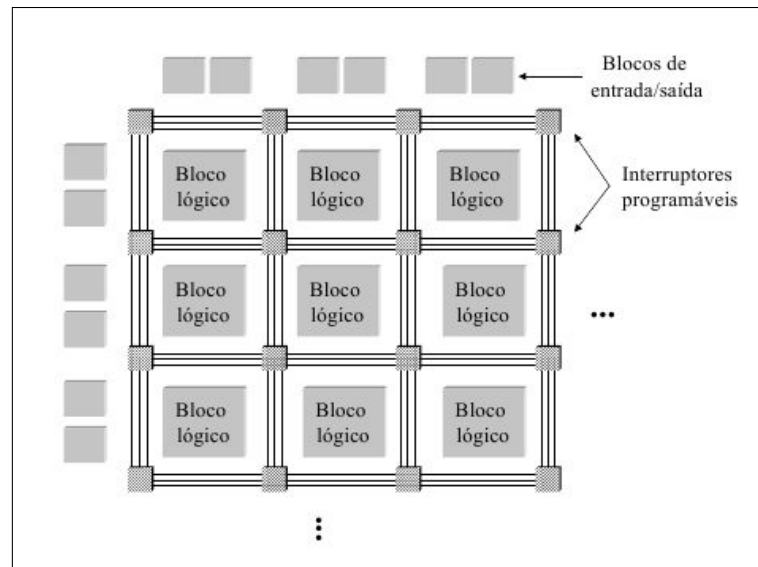 Blocos de
entrada/saída
Interruptores
programáveis
Bloco
lógico
Bloco
lógico
Bloco
lógico
Bloco
lógico
Bloco
lógico
Bloco
lógico
Bloco
lógico
Bloco
lógico
Bloco
lógico